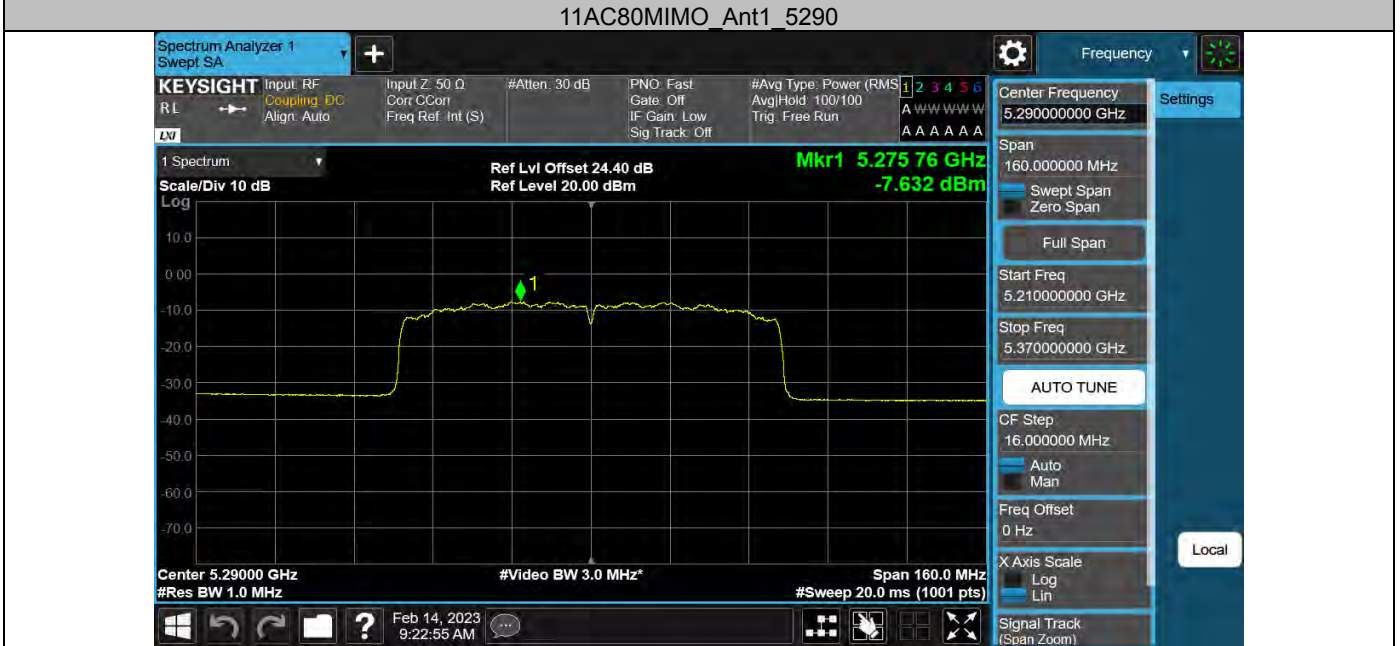 11AC80MIMO_Ant1_5290
Spectrum Analyzer 1
Swept SA
Frequency
KEYSIGHT
RL
LXI
Input: RF
Coupling: DC
Align: Auto
Input Z: 50 Ω
Corr CCorr
Freq Ref: Int (S)
#Atten: 30 dB
PNO: Fast
Gate: Off
IF Gain: Low
Sig Track: Off
#Avg Type: Power (RMS
Avg|Hold: 100/100
Trig: Free Run
1 2 3 4 5 6
A W W W W W
A A A A A A
1 Spectrum
Scale/Div 10 dB
Log
Ref Lvl Offset 24.40 dB
Ref Level 20.00 dBm
Mkr1 5.275 76 GHz
-7.632 dBm
1
10.0
0.00
-10.0
-20.0
-30.0
-40.0
-50.0
-60.0
-70.0
Center 5.29000 GHz
#Res BW 1.0 MHz
#Video BW 3.0 MHz*
Span 160.0 MHz
#Sweep 20.0 ms (1001 pts)
Feb 14, 2023
9:22:55 AM
Center Frequency
5.290000000 GHz
Span
160.000000 MHz
Swept Span
Zero Span
Full Span
Start Freq
5.210000000 GHz
Stop Freq
5.370000000 GHz
AUTO TUNE
CF Step
16.000000 MHz
Auto
Man
Freq Offset
0 Hz
X Axis Scale
Log
Lin
Signal Track
(Span Zoom)
Settings
Local